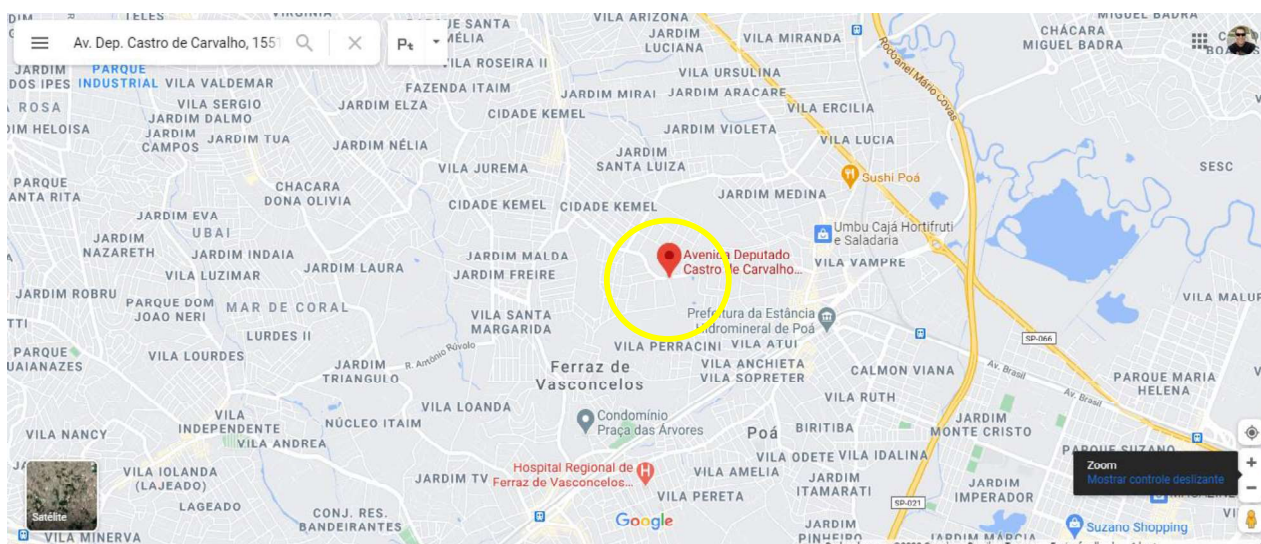 TELES
JE SANTA
MÉLIA
VILA ARIZONA
JARDIM
LUCIANA
VILA MIRANDA
MIGUEL BADRA
CHÁCARA
MIGUEL BADRA
Av. Dep. Castro de Carvalho, 155
Pt
JARDIM
DOS IPES
PARQUE
INDUSTRIAL
VILA VALDEMAR
VILA ROSEIRA II
FAZENDA ITAIM
VILA URSULINA
JARDIM MIRAI
JARDIM ARACARE
Rodoanel Mário Covas
ROSA
VILA SERGIO
JARDIM DALMO
JARDIM ELZA
CIDADE KEMEL
VILA ERCILIA
IM HELOISA
JARDIM
CAMPOS
JARDIM TUA
JARDIM NÉLIA
JARDIM VIOLETA
VILA LUCIA
JARDIM
SANTA LUIZA
VILA JUREMA
SESC
Sushi Poá
PARQUE
ANTA RITA
CHACARA
DONA OLIVIA
CIDADE KEMEL
CIDADE KEMEL
JARDIM MEDINA
JARDIM EVA
UBAI
Umbu Cajá Hortifruti
e Saladaria
JARDIM
NAZARETH
JARDIM INDAIA
JARDIM MALDA
Avenida Deputado
Castro de Carvalho...
VILA VAMPRE
VILA LUZIMAR
JARDIM LAURA
JARDIM FREIRE
JARDIM ROBRU
PARQUE DOM
JOAO NERI
MAR DE CORAL
VILA MALUF
VILA SANTA
MARGARIDA
Prefeitura da Estância
Hidromineral de Poá
TTI
LURDES II
VILA PERRACINI
VILA ATUI
SP-066
PARQUE
UAIANAZES
VILA LOURDES
R. Antônio Rúvolo
JARDIM
TRIANGULO
Ferraz de
Vasconcelos
VILA ANCHIETA
VILA SOPRETER
CALMON VIANA
Av. Brasil
PARQUE MARIA
HELENA
Av. Brasil
VILA RUTH
VILA LOANDA
VILA
INDEPENDENTE
NÚCLEO ITAIM
Condomínio
Praça das Árvores
Poá
BIRITIBA
JARDIM
MONTE CRISTO
VILA NANCY
VILA ANDREA
PARQUE SUZANO
VILA ODETE
VILA IDALINA
VILA IOLANDA
(LAJEADO)
JARDIM TV
Hospital Regional de
Ferraz de Vasconcelos...
VILA AMELIA
JARDIM
ITAMARATI
Zoom
Mostrar controle deslizante
JARDIM
IMPERADOR
LAGEADO
VILA PERETA
SP-021
Satélite
CONJ. RES.
BANDEIRANTES
Google
JARDIM
PINHEIRO
JARDIM MÁRCIA
Suzano Shopping
VILA MINERVA